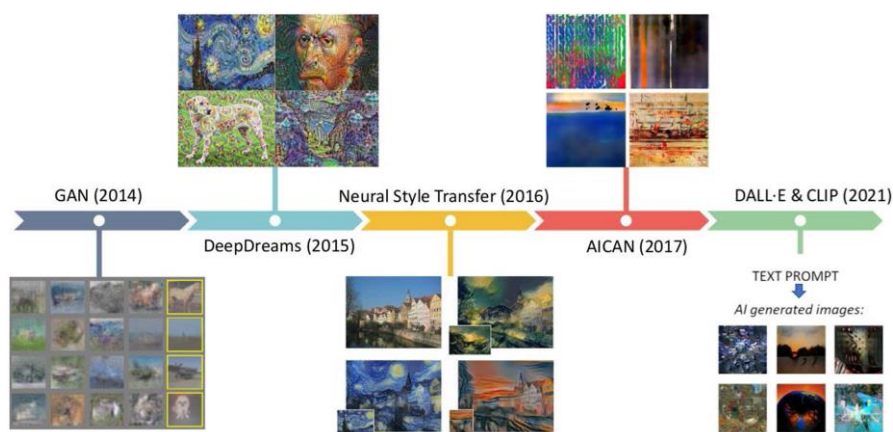 GAN (2014)
DeepDreams (2015)
Neural Style Transfer (2016)
AICAN (2017)
DALL·E & CLIP (2021)
TEXT PROMPT
AI generated images: